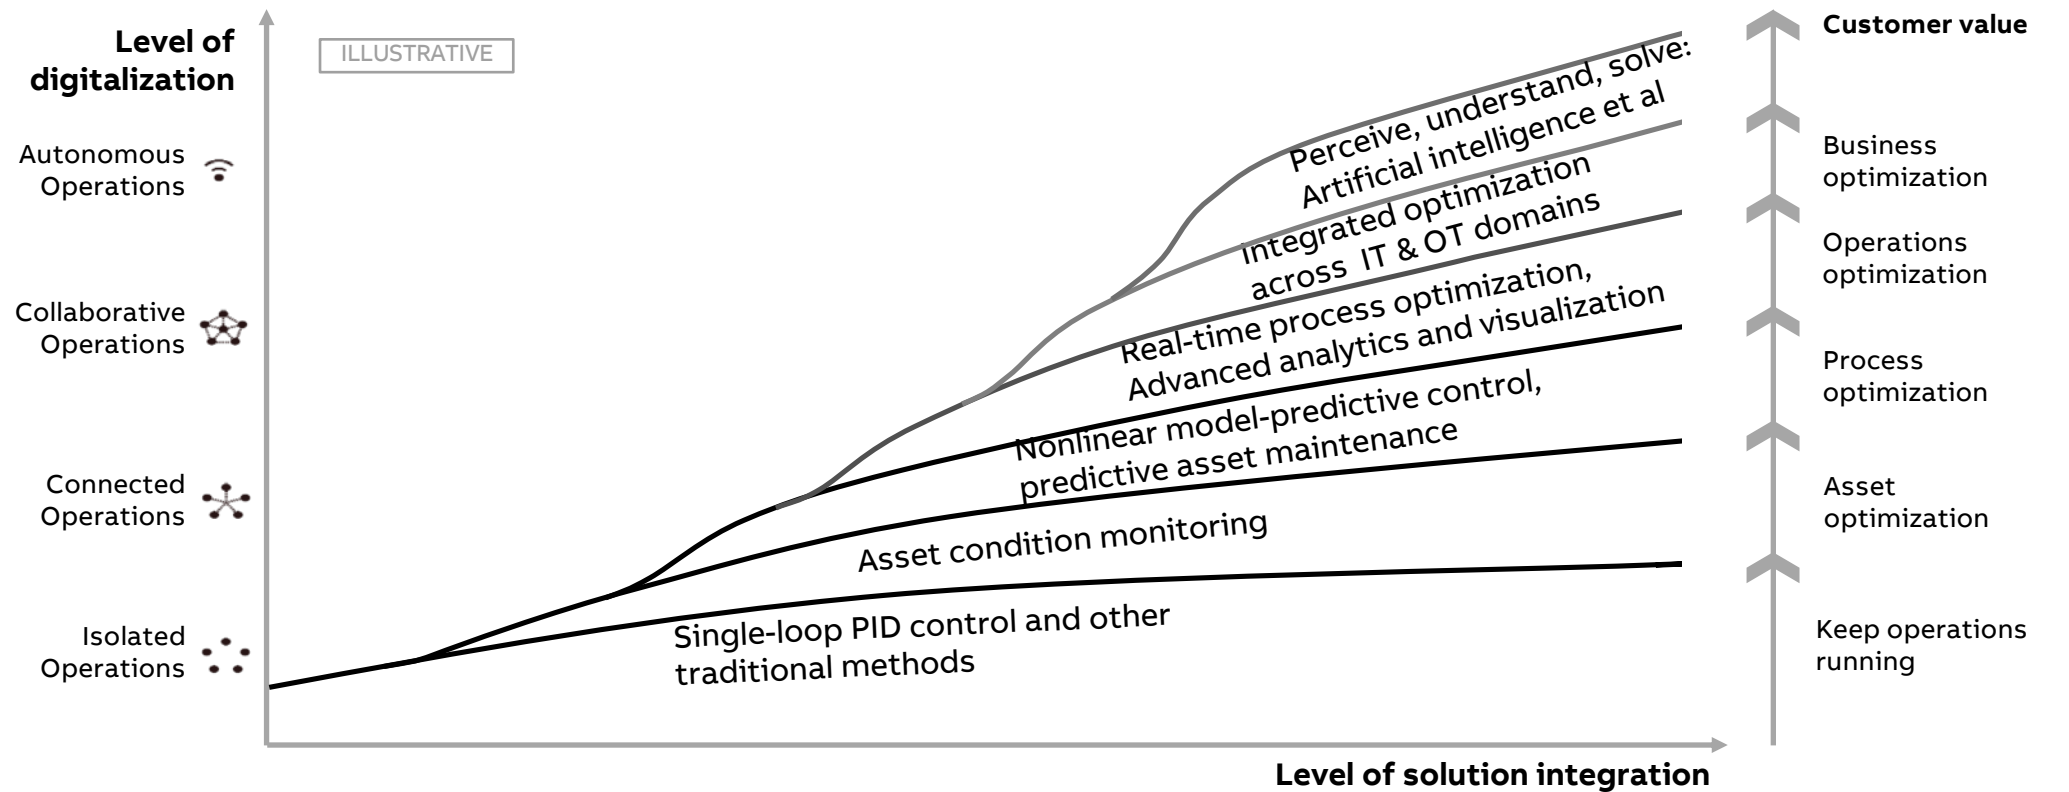 Level of
digitalization
ILLUSTRATIVE
Autonomous
Operations
Collaborative
Operations
Connected
Operations
Isolated
Operations
Perceive, understand, solve:
Artificial intelligence et al
Integrated optimization
across IT & OT domains
Real-time process optimization,
Advanced analytics and visualization
Nonlinear model-predictive control,
predictive asset maintenance
Asset condition monitoring
Single-loop PID control and other
traditional methods
Customer value
Business
optimization
Operations
optimization
Process
optimization
Asset
optimization
Keep operations
running
Level of solution integration